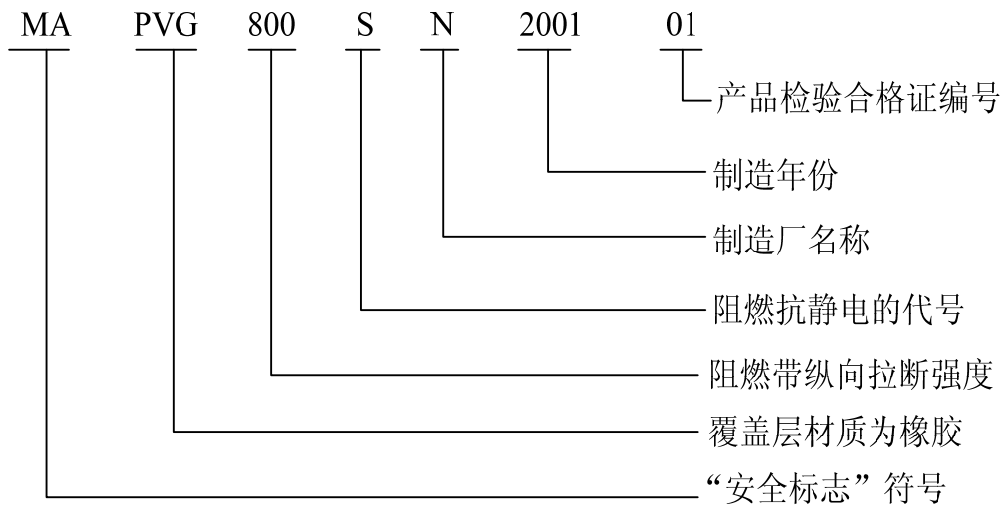 MA PVG 800 S N 2001 01
产品检验合格证编号
制造年份
制造厂名称
阻燃抗静电的代号
阻燃带纵向拉断强度
覆盖层材质为橡胶
“安全标志”符号